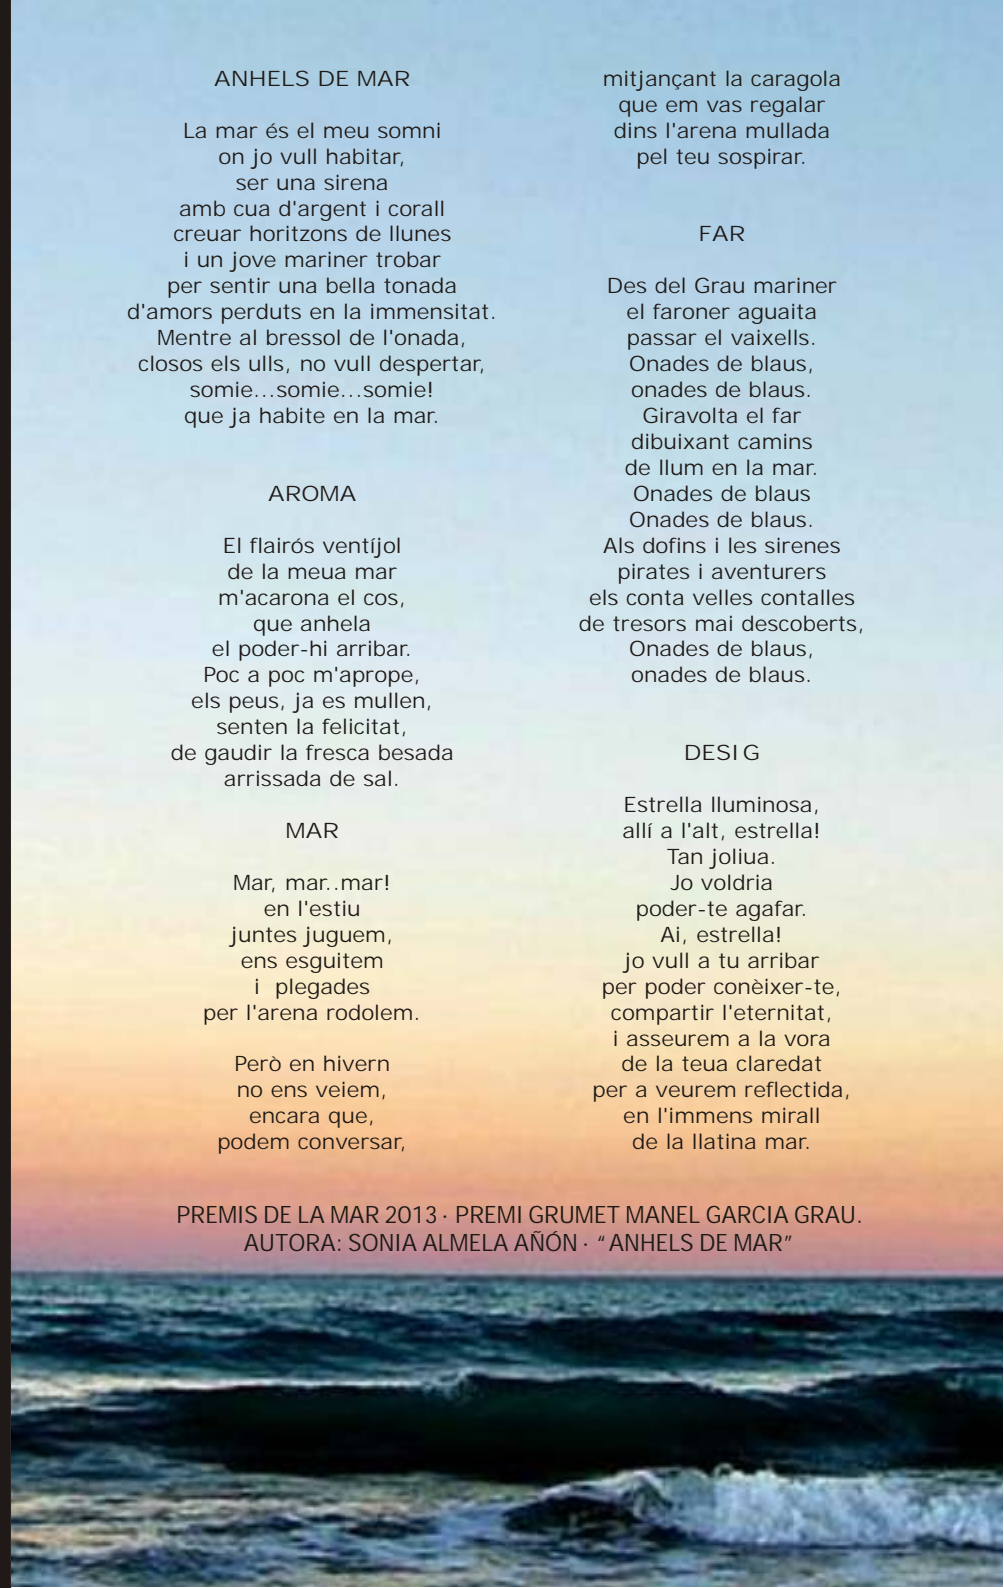 ANHELS DE MAR

La mar és el meu somni
on jo vull habitar,
ser una sirena
amb cua d'argent i corall
creuar horitzons de llunes
i un jove mariner trobar
per sentir una bella tonada
d'amors perduts en la immensitat.
Mentre al bressol de l'onada,
closos els ulls, no vull despertar,
somie...somie...somie!
que ja habite en la mar.

AROMA

El flairós ventíjol
de la meua mar
m'acarona el cos,
que anhela
el poder-hi arribar.
Poc a poc m'aprope,
els peus, ja es mullen,
senten la felicitat,
de gaudir la fresca besada
arrissada de sal.

MAR

Mar, mar..mar!
en l'estiu
juntes juguem,
ens esguitem
i plegades
per l'arena rodolem.

Però en hivern
no ens veiem,
encara que,
podem conversar,
mitjançant la caragola
que em vas regalar
dins l'arena mullada
pel teu sospirar.

FAR

Des del Grau mariner
el faroner aguaita
passar el vaixells.
Onades de blaus,
onades de blaus.
Giravolta el far
dibuixant camins
de llum en la mar.
Onades de blaus
Onades de blaus.
Als dofins i les sirenes
pirates i aventurers
els conta velles contalles
de tresors mai descoberts,
Onades de blaus,
onades de blaus.

DESIG

Estrella lluminosa,
allí a l'alt, estrella!
Tan joliua.
Jo voldria
poder-te agafar.
Ai, estrella!
jo vull a tu arribar
per poder conèixer-te,
compartir l'eternitat,
i asseurem a la vora
de la teua claredat
per a veurem reflectida,
en l'immens mirall
de la llatina mar.

PREMIS DE LA MAR 2013 · PREMI GRUMET MANEL GARCIA GRAU.
AUTORA: SONIA ALMELA AÑÓN · “ANHELS DE MAR”